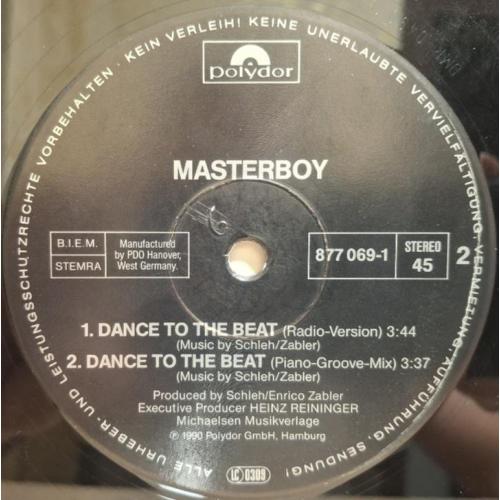 ALLE URHEBER- UND LEISTUNGSSCHUTZRECHTE VORBEHALTEN · KEIN VERLEIH! KEINE UNERLAUBTE VERVIELFÄLTIGUNG, VERMIETUNG, AUFFÜHRUNG, SENDUNG!
polydor
MASTERBOY
B.I.E.M.
STEMRA
Manufactured
by PDO Hanover,
West Germany.
877 069-1
STEREO
45
2
1. DANCE TO THE BEAT (Radio-Version) 3:44
(Music by Schleh/Zabler)
2. DANCE TO THE BEAT (Piano-Groove-Mix) 3:37
(Music by Schleh/Zabler)
Produced by Schleh/Enrico Zabler
Executive Producer HEINZ REININGER
Michaelsen Musikverlage
℗ 1990 Polydor GmbH, Hamburg
LC 0309